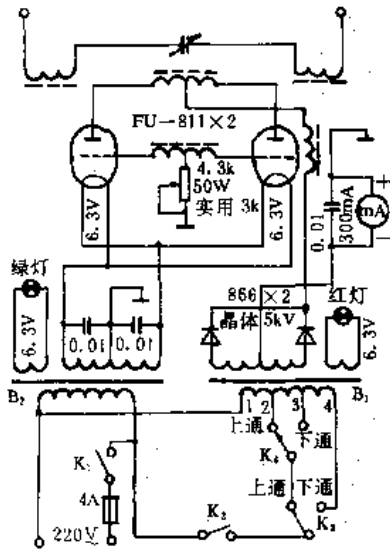 FU-811×2
4.3k
50W
实用 3k
6.3V
6.3V
0.01
300mA
+
mA
−
绿灯
6.3V
0.01
0.01
866×2
晶体 5kV
红灯
6.3V
B₂
B₁
1
2
3
4
上通
下通
K₄
K₁
4A
220V
K₂
上通
下通